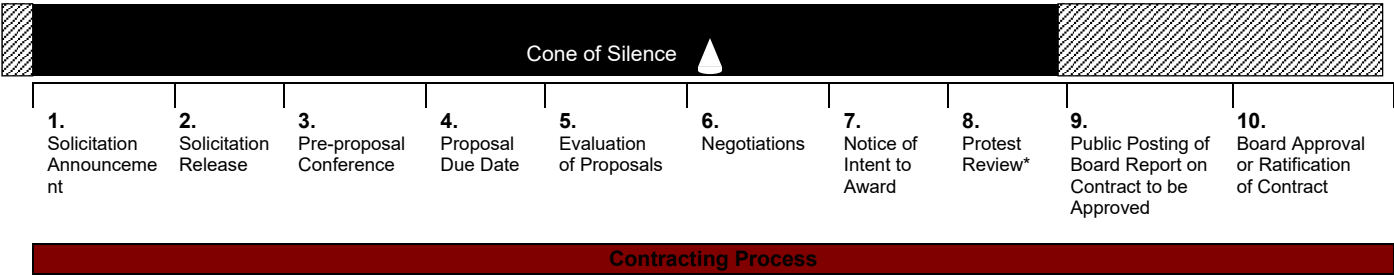 Cone of Silence
1.
Solicitation
Announceme
nt
2.
Solicitation
Release
3.
Pre-proposal
Conference
4.
Proposal
Due Date
5.
Evaluation
of Proposals
6.
Negotiations
7.
Notice of
Intent to
Award
8.
Protest
Review*
9.
Public Posting of
Board Report on
Contract to be
Approved
10.
Board Approval
or Ratification
of Contract
Contracting Process